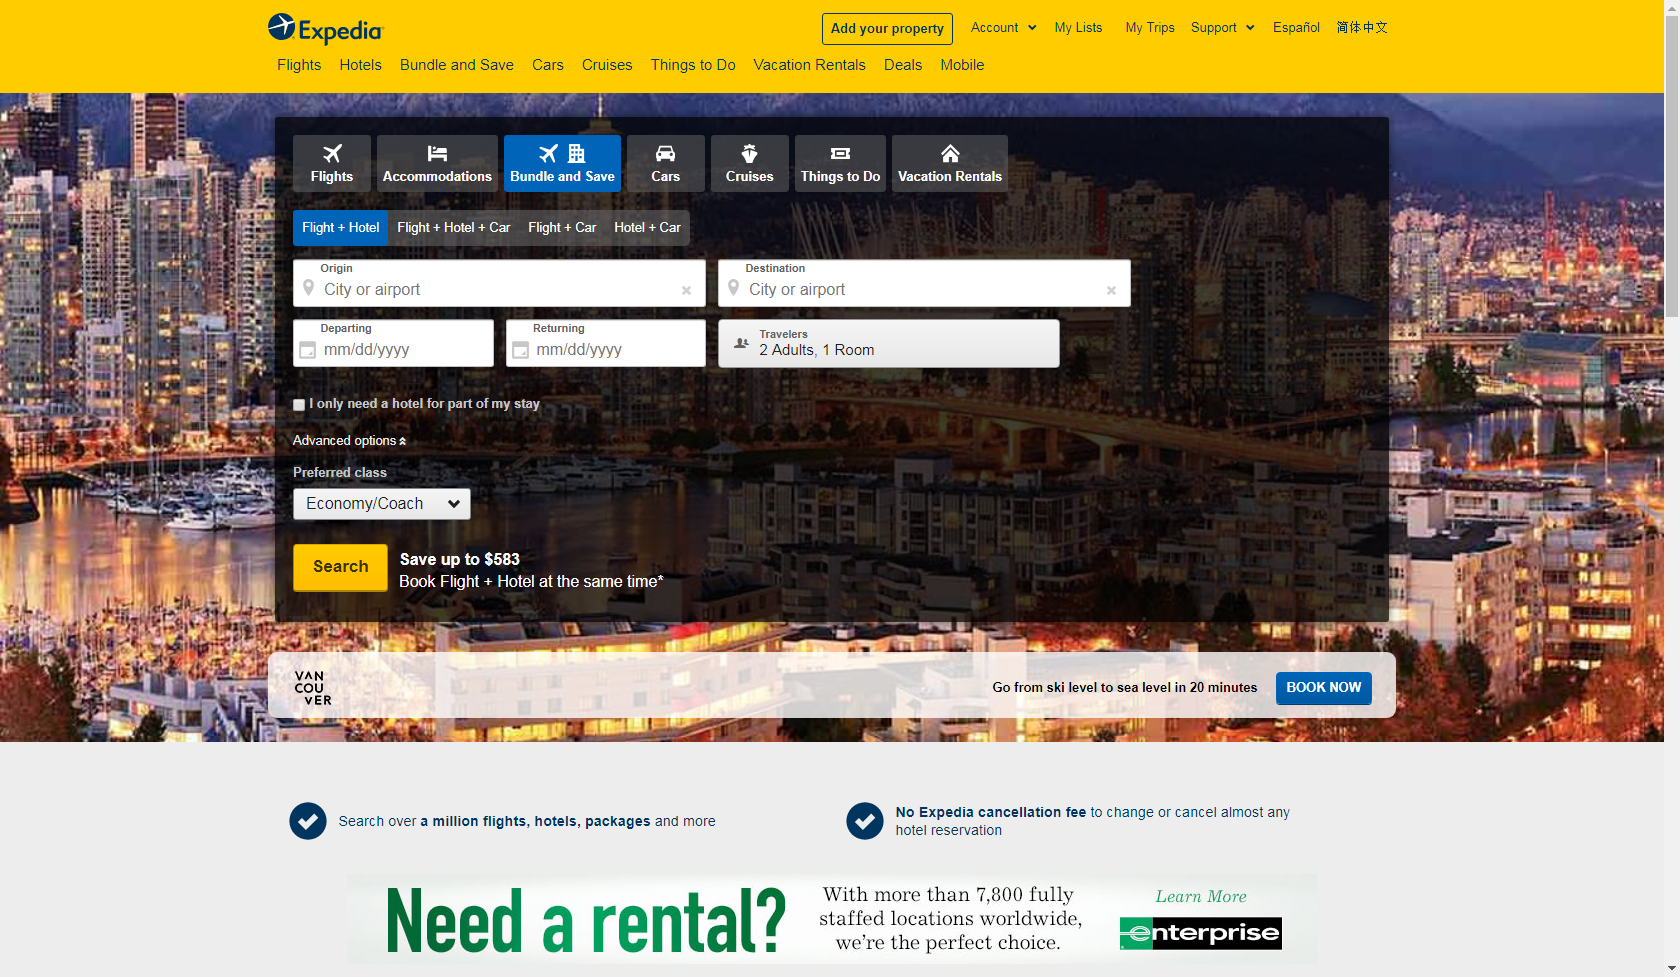 Expedia
Add your property
Account
My Lists
My Trips
Support
Español
简体中文
Flights
Hotels
Bundle and Save
Cars
Cruises
Things to Do
Vacation Rentals
Deals
Mobile
Flights
Accommodations
Bundle and Save
Cars
Cruises
Things to Do
Vacation Rentals
Flight + Hotel
Flight + Hotel + Car
Flight + Car
Hotel + Car
Origin
City or airport
Destination
City or airport
Departing
mm/dd/yyyy
Returning
mm/dd/yyyy
Travelers
2 Adults, 1 Room
I only need a hotel for part of my stay
Advanced options
Preferred class
Economy/Coach
Search
Save up to $583
Book Flight + Hotel at the same time*
VAN
COU
VER
Go from ski level to sea level in 20 minutes
BOOK NOW
Search over a million flights, hotels, packages and more
No Expedia cancellation fee to change or cancel almost any
hotel reservation
Need a rental?
With more than 7,800 fully
staffed locations worldwide,
we're the perfect choice.
Learn More
enterprise